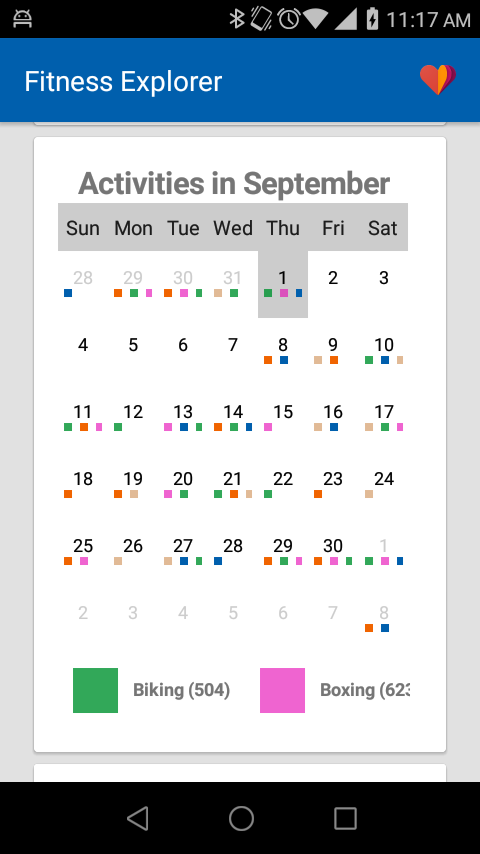 11:17 AM
Fitness Explorer
Activities in September
Sun Mon Tue Wed Thu Fri Sat
28 29 30 31 1 2 3
4 5 6 7 8 9 10
11 12 13 14 15 16 17
18 19 20 21 22 23 24
25 26 27 28 29 30 1
2 3 4 5 6 7 8
Biking (504) Boxing (623